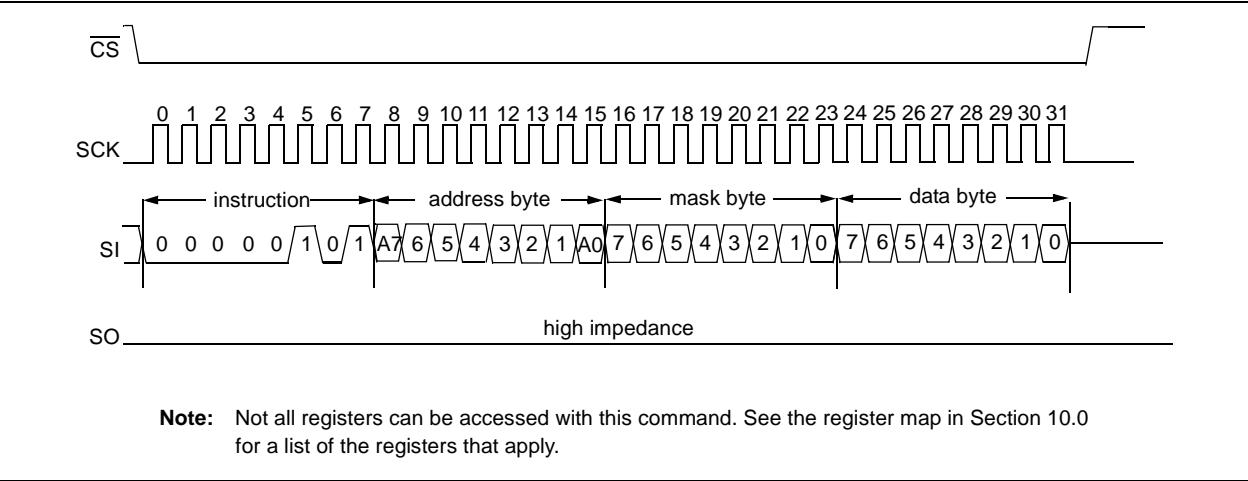 CS
0 1 2 3 4 5 6 7 8 9 10 11 12 13 14 15 16 17 18 19 20 21 22 23 24 25 26 27 28 29 30 31
SCK
instruction address byte mask byte data byte
SI 0 0 0 0 0 1 0 1 A7 6 5 4 3 2 1 A0 7 6 5 4 3 2 1 0 7 6 5 4 3 2 1 0
high impedance
SO
Note: Not all registers can be accessed with this command. See the register map in Section 10.0
for a list of the registers that apply.